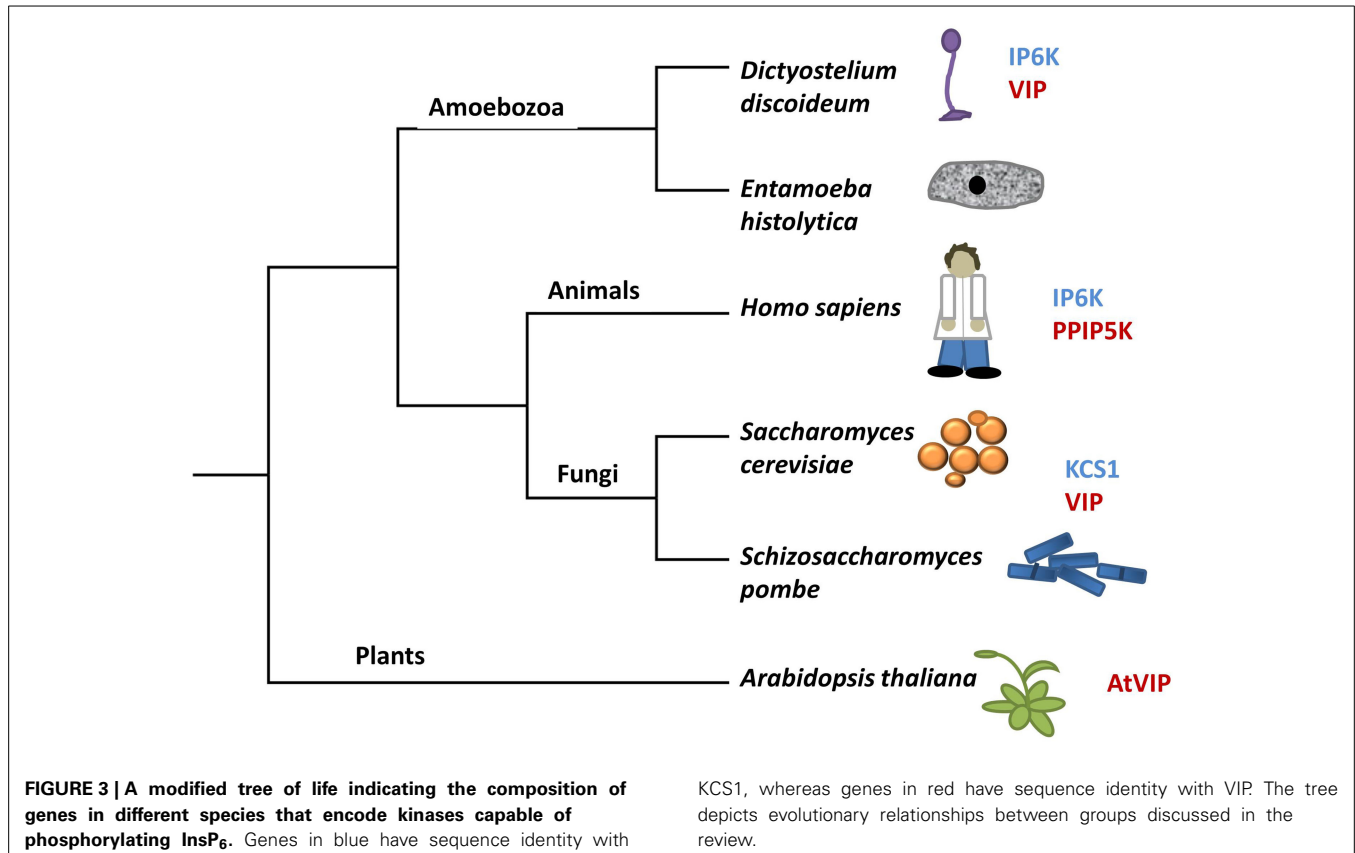 Dictyostelium
discoideum
IP6K
VIP
Amoebozoa
Entamoeba
histolytica
Animals
Homo sapiens
IP6K
PPIP5K
Saccharomyces
cerevisiae
Fungi
KCS1
VIP
Schizosaccharomyces
pombe
Plants
Arabidopsis thaliana
AtVIP
FIGURE 3 | A modified tree of life indicating the composition of
genes in different species that encode kinases capable of
phosphorylating InsP₆. Genes in blue have sequence identity with
KCS1, whereas genes in red have sequence identity with VIP. The tree
depicts evolutionary relationships between groups discussed in the
review.